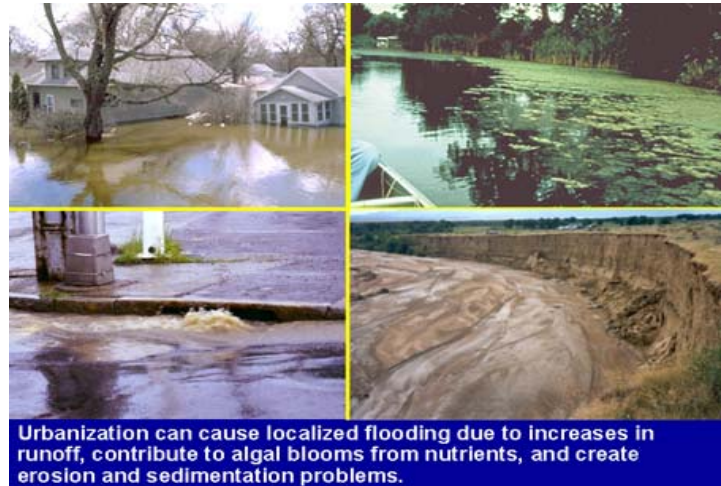 Urbanization can cause localized flooding due to increases in
runoff, contribute to algal blooms from nutrients, and create
erosion and sedimentation problems.